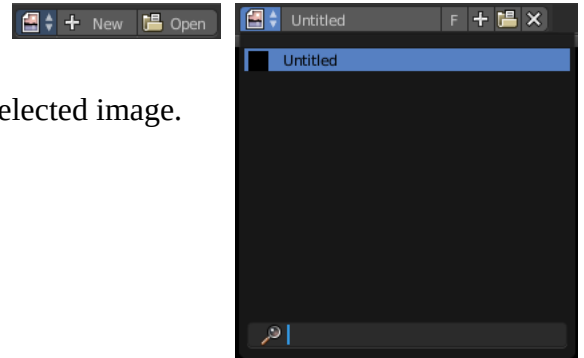 + New Open
Untitled F + ×
Untitled
elected image.